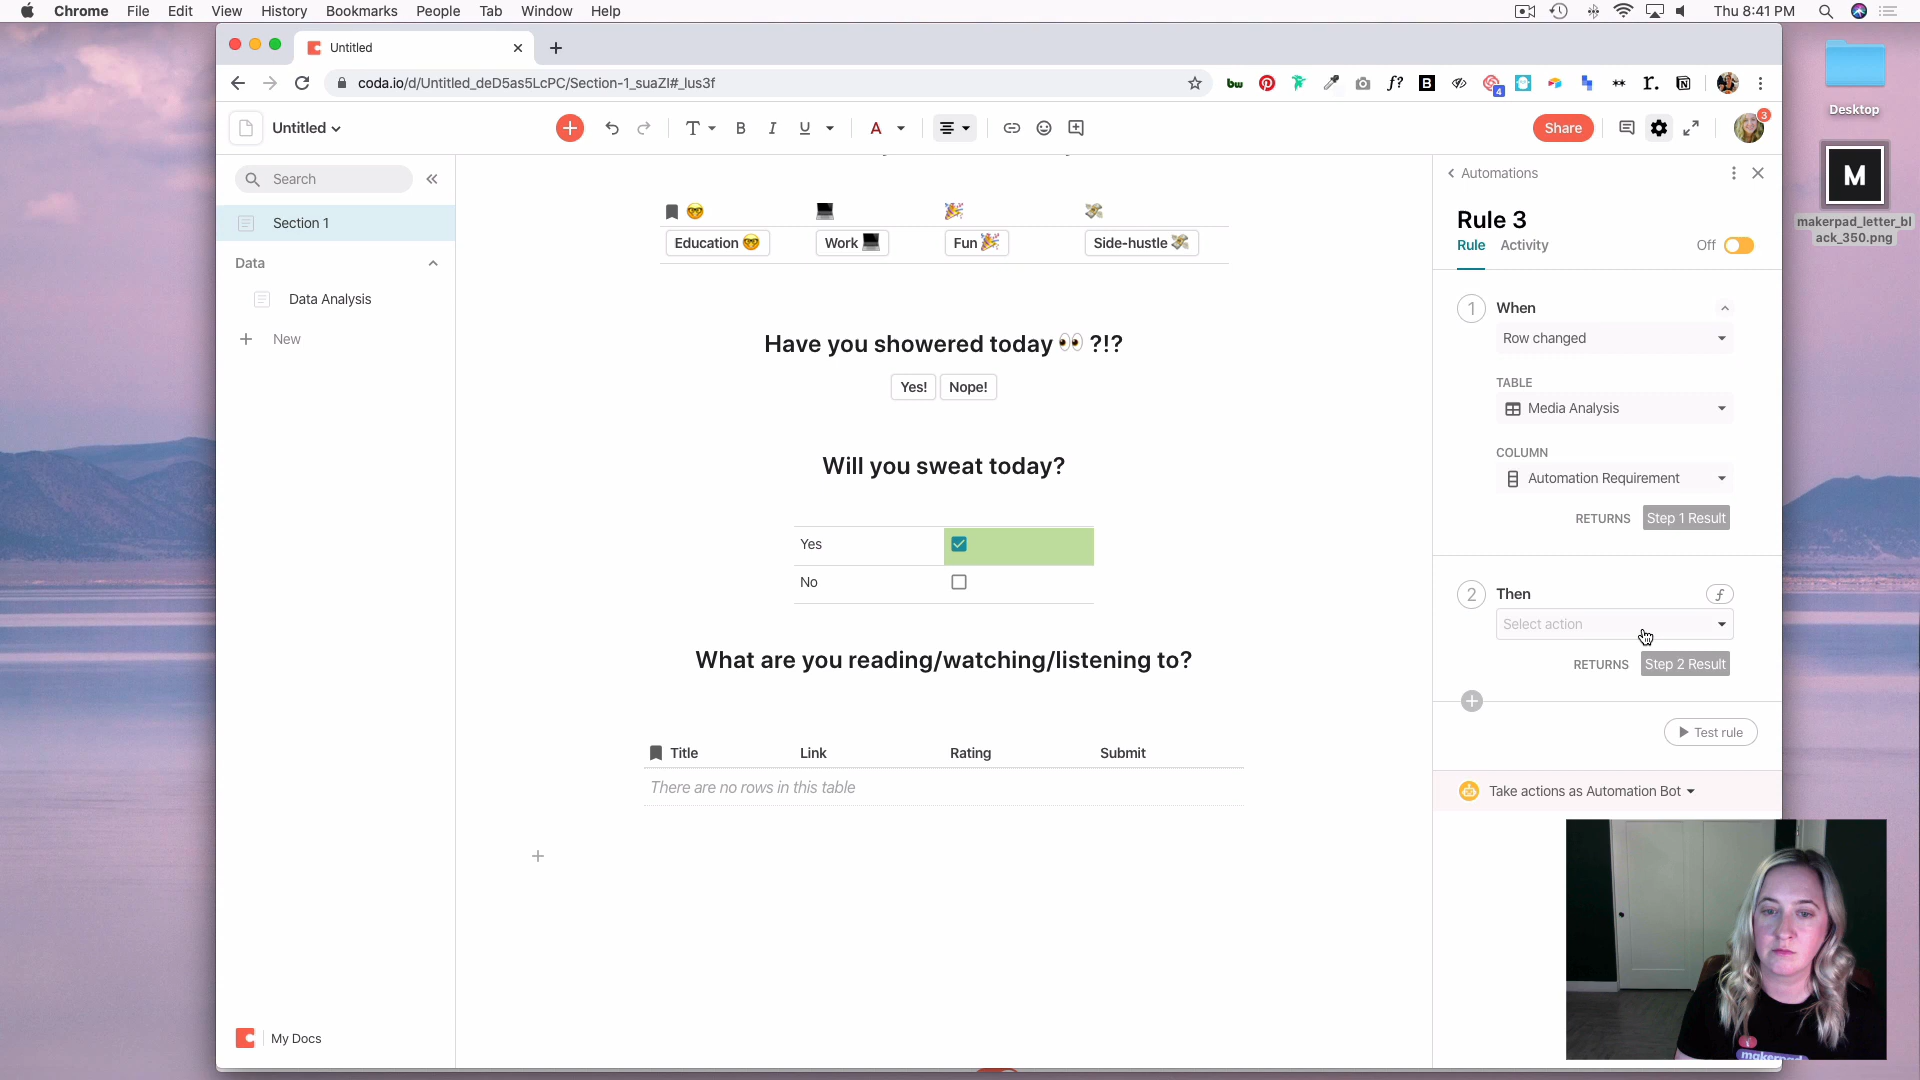 Chrome File Edit View History Bookmarks People Tab Window Help
Thu 8:41 PM
Untitled
coda.io/d/Untitled_deD5as5LcPC/Section-1_suaZI#_lus3f
bw
f?
B
4
r.
Untitled
T
B
I
U
A
Share
3
Search
Section 1
Data
Data Analysis
New
My Docs
Education
Work
Fun
Side-hustle
Have you showered today ?!?
Yes!
Nope!
Will you sweat today?
Yes
No
What are you reading/watching/listening to?
Title Link Rating Submit
There are no rows in this table
Automations
Rule 3
Rule Activity
Off
1 When
Row changed
TABLE
Media Analysis
COLUMN
Automation Requirement
RETURNS Step 1 Result
2 Then
f
Select action
RETURNS Step 2 Result
Test rule
Take actions as Automation Bot
Desktop
M
makerpad_letter_bl
ack_350.png